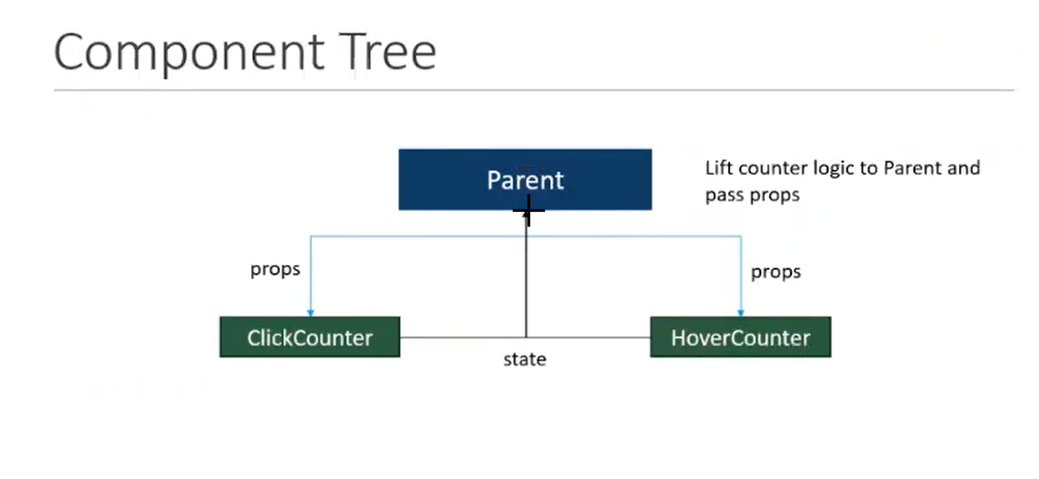 Component Tree
Parent
Lift counter logic to Parent and
pass props
props
props
ClickCounter
HoverCounter
state